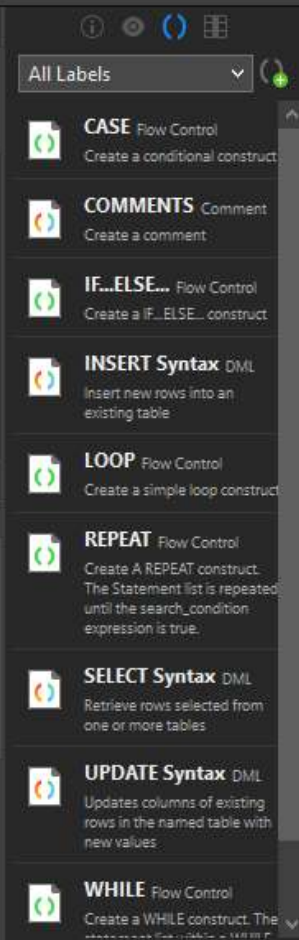 All Labels
CASE Flow Control
Create a conditional construct
COMMENTS Comment
Create a comment
IF...ELSE... Flow Control
Create a IF...ELSE... construct
INSERT Syntax DML
Insert new rows into an
existing table
LOOP Flow Control
Create a simple loop construct
REPEAT Flow Control
Create A REPEAT construct.
The Statement list is repeated
until the search_condition
expression is true.
SELECT Syntax DML
Retrieve rows selected from
one or more tables
UPDATE Syntax DML
Updates columns of existing
rows in the named table with
new values
WHILE Flow Control
Create a WHILE construct. The
statement list within a WHILE